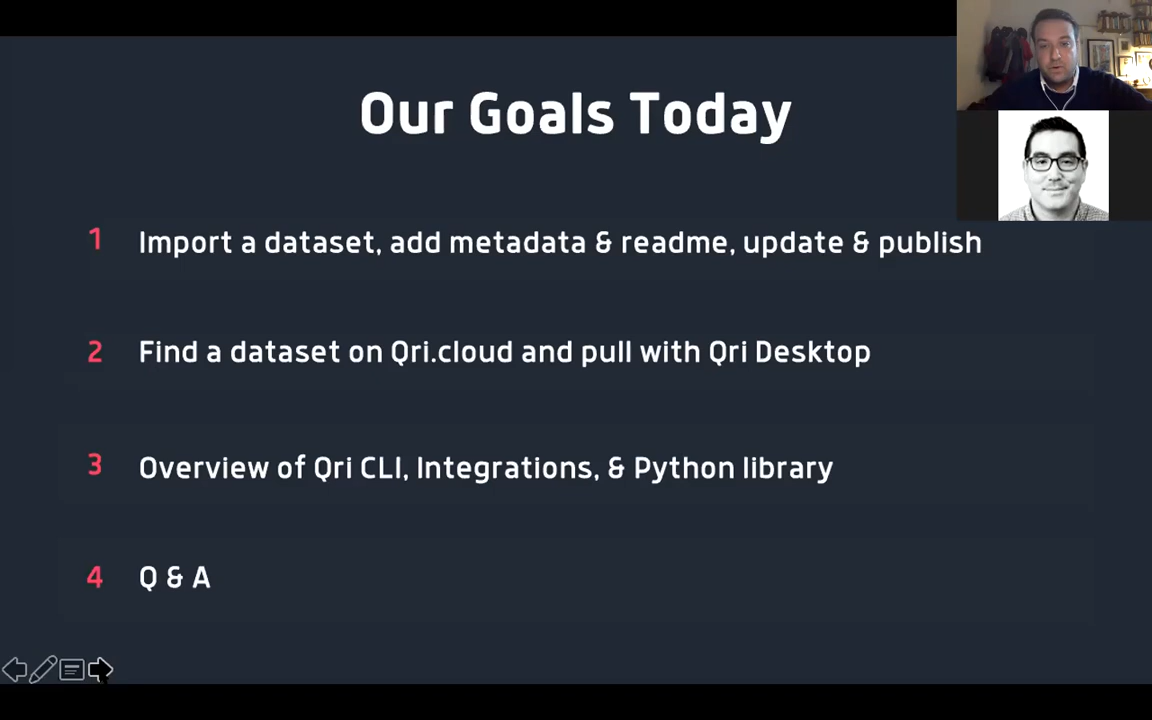 Our Goals Today
1 Import a dataset, add metadata & readme, update & publish
2 Find a dataset on Qri.cloud and pull with Qri Desktop
3 Overview of Qri CLI, Integrations, & Python library
4 Q & A